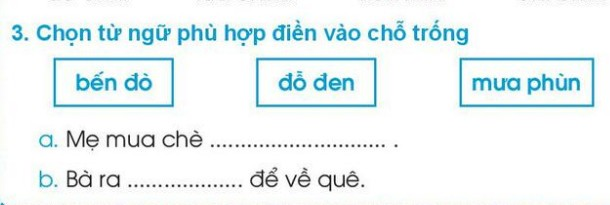 3. Chọn từ ngữ phù hợp điền vào chỗ trống
bến đò đỗ đen mưa phùn
a. Mẹ mua chè .............................. .
b. Bà ra .................... để về quê.